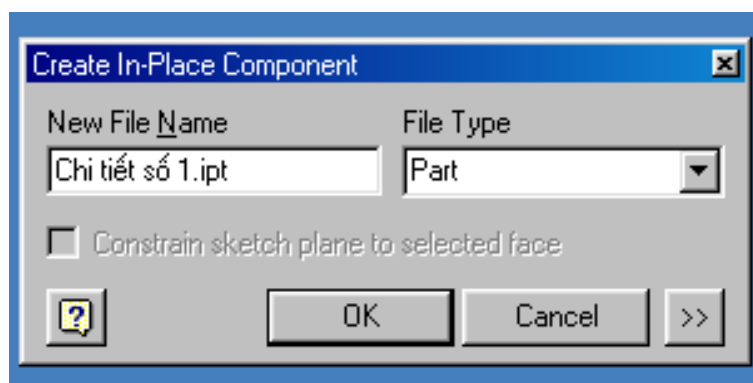 Create In-Place Component
New File Name File Type
Chi tiết số 1.ipt Part
Constrain sketch plane to selected face
? OK Cancel >>